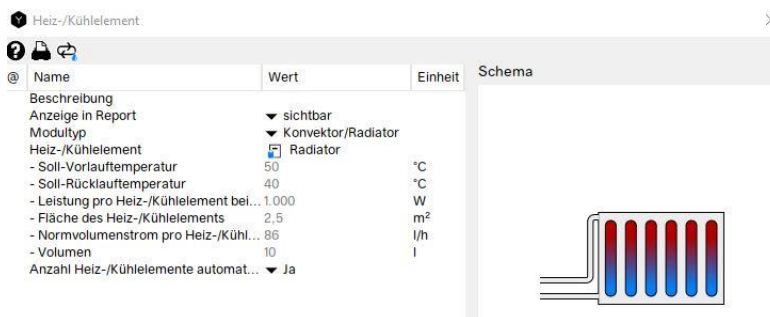 Heiz-/Kühlelement
@ Name Wert Einheit Schema
Beschreibung
Anzeige in Report sichtbar
Modultyp Konvektor/Radiator
Heiz-/Kühlelement Radiator
- Soll-Vorlauftemperatur 50 °C
- Soll-Rücklauftemperatur 40 °C
- Leistung pro Heiz-/Kühlelement bei... 1.000 W
- Fläche des Heiz-/Kühlelements 2,5 m²
- Normvolumenstrom pro Heiz-/Kühl... 86 l/h
- Volumen 10 l
Anzahl Heiz-/Kühlelemente automat... Ja